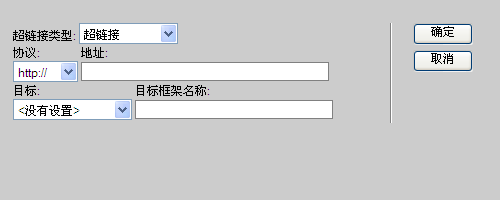 超链接类型: 超链接
确定
协议: 地址:
取消
http://
目标: 目标框架名称:
<没有设置>